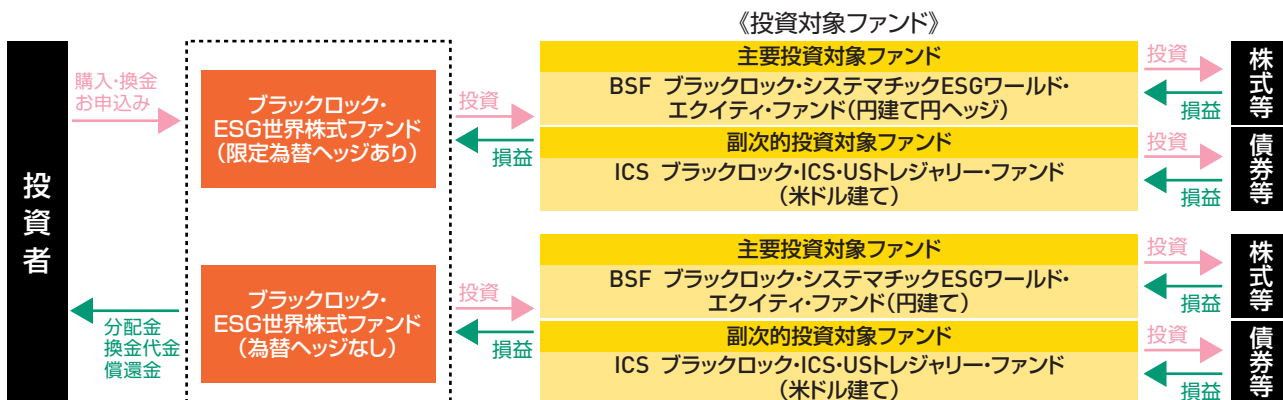 《投資対象ファンド》
投資者
購入・換金
お申込み
分配金
換金代金
償還金
ブラックロック・
ESG世界株式ファンド
（限定為替ヘッジあり）
投資
損益
主要投資対象ファンド
BSF ブラックロック・システマチックESGワールド・
エクイティ・ファンド（円建て円ヘッジ）
副次的投資対象ファンド
ICS ブラックロック・ICS・USトレジャリー・ファンド
（米ドル建て）
投資
損益
株式等
投資
損益
債券等
ブラックロック・
ESG世界株式ファンド
（為替ヘッジなし）
投資
損益
主要投資対象ファンド
BSF ブラックロック・システマチックESGワールド・
エクイティ・ファンド（円建て）
副次的投資対象ファンド
ICS ブラックロック・ICS・USトレジャリー・ファンド
（米ドル建て）
投資
損益
株式等
投資
損益
債券等